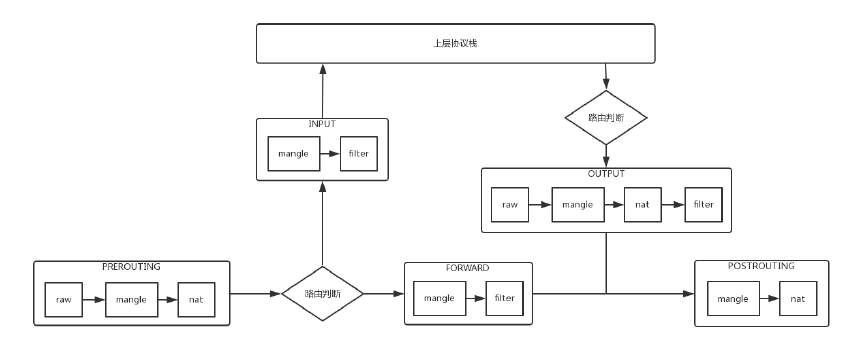 上层协议栈
路由判断
INPUT
mangle
filter
OUTPUT
raw
mangle
nat
filter
PREROUTING
raw
mangle
nat
路由判断
FORWARD
mangle
filter
POSTROUTING
mangle
nat